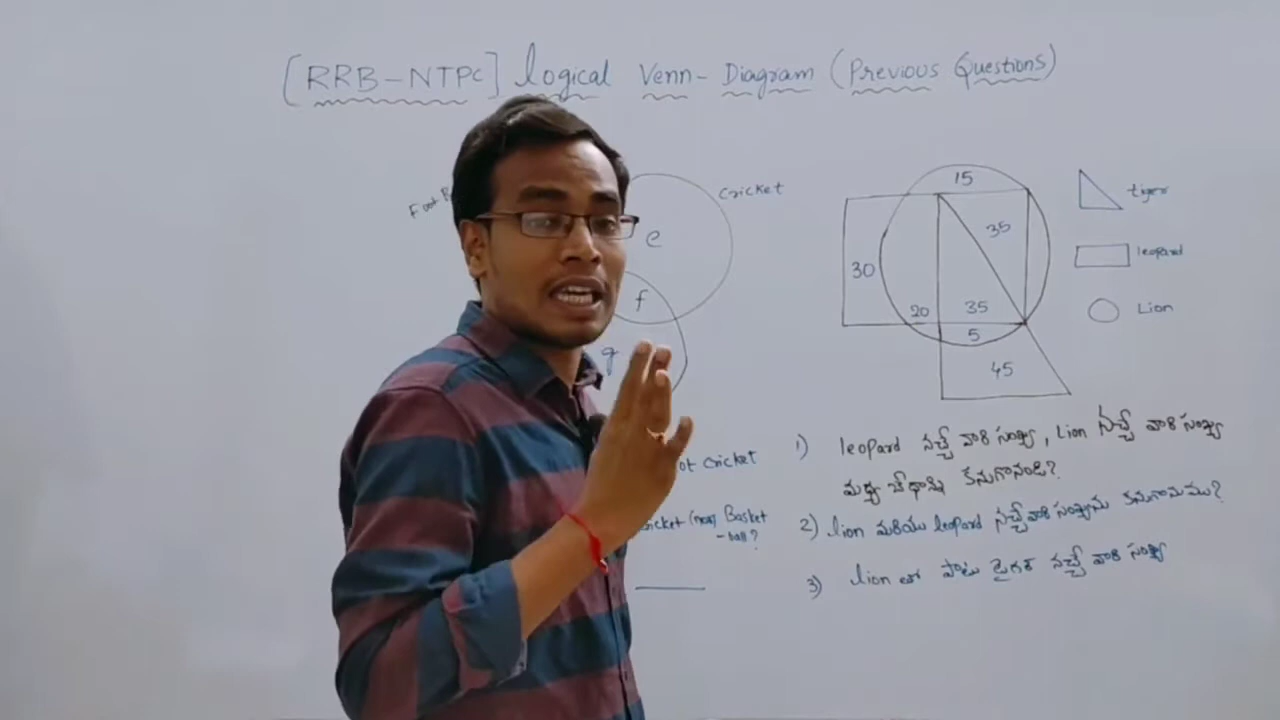 [RRB-NTPC] logical Venn-Diagram (Previous Questions)
Cricket
e
f
g
ot cricket
Basket
-ball?
15
35
30
20
35
5
45
tiger
leopard
Lion
1) leopard నచ్చే వారి సంఖ్య, Lion నచ్చే వారి సంఖ్య
మధ్య బేధాన్ని కనుగొనండి?
2) lion మరియు leopard నచ్చే వారి సంఖ్యను కనుగొనుము?
3) lion తో పాటు టైగర్ నచ్చే వారి సంఖ్య